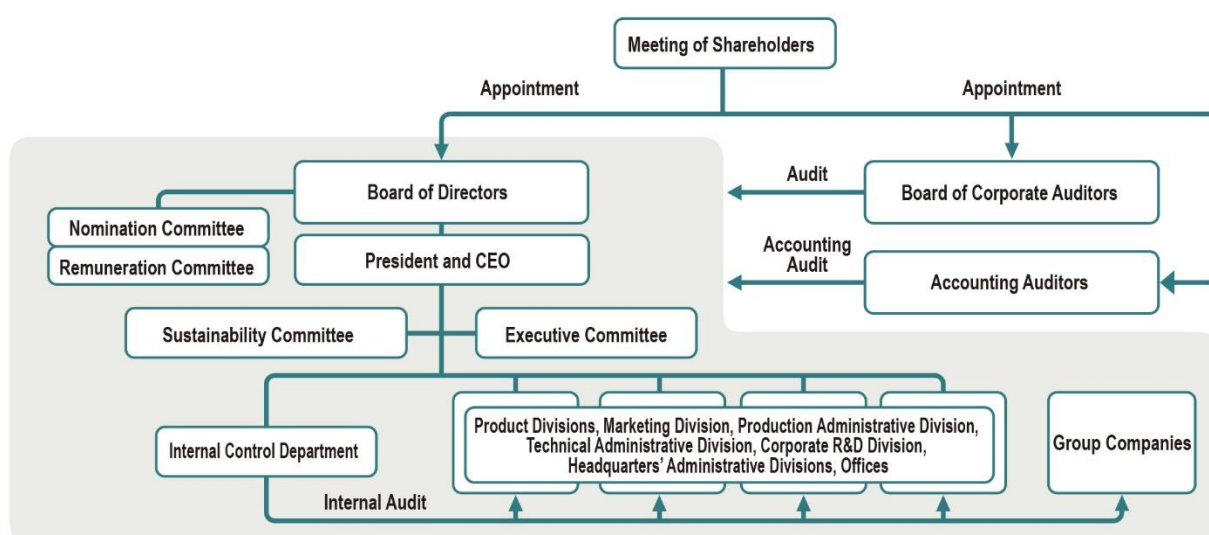 Meeting of Shareholders
Appointment
Appointment
Board of Directors
Audit
Board of Corporate Auditors
Nomination Committee
Remuneration Committee
President and CEO
Accounting
Audit
Accounting Auditors
Sustainability Committee
Executive Committee
Internal Control Department
Product Divisions, Marketing Division, Production Administrative Division,
Technical Administrative Division, Corporate R&D Division,
Headquarters' Administrative Divisions, Offices
Group Companies
Internal Audit